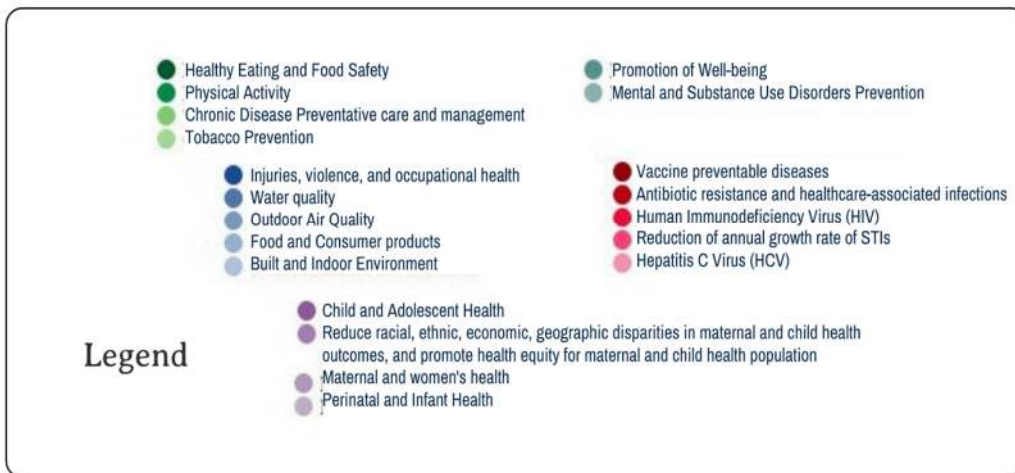 Healthy Eating and Food Safety
Physical Activity
Chronic Disease Preventative care and management
Tobacco Prevention
Promotion of Well-being
Mental and Substance Use Disorders Prevention
Injuries, violence, and occupational health
Water quality
Outdoor Air Quality
Food and Consumer products
Built and Indoor Environment
Vaccine preventable diseases
Antibiotic resistance and healthcare-associated infections
Human Immunodeficiency Virus (HIV)
Reduction of annual growth rate of STIs
Hepatitis C Virus (HCV)
Legend
Child and Adolescent Health
Reduce racial, ethnic, economic, geographic disparities in maternal and child health
outcomes, and promote health equity for maternal and child health population
Maternal and women's health
Perinatal and Infant Health